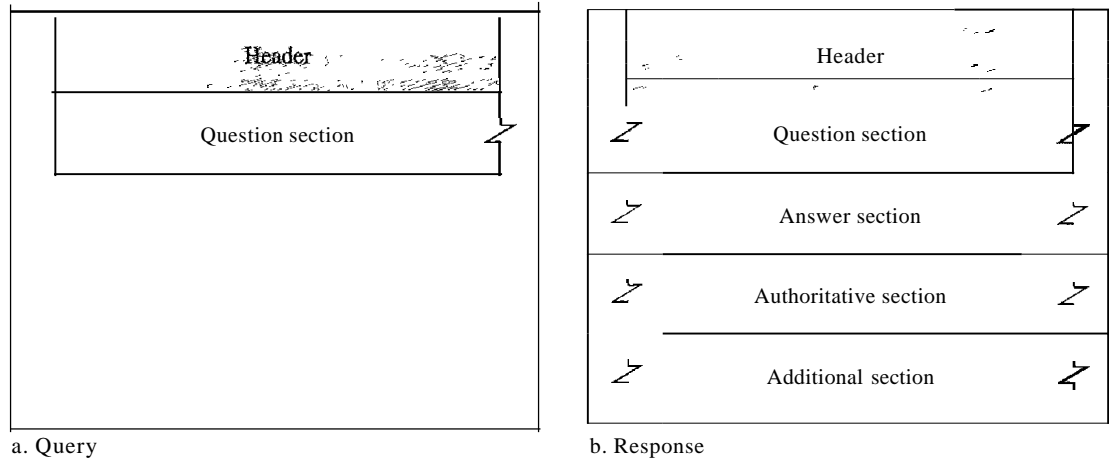 Header
Question section
a. Query
Header
Question section
Answer section
Authoritative section
Additional section
b. Response